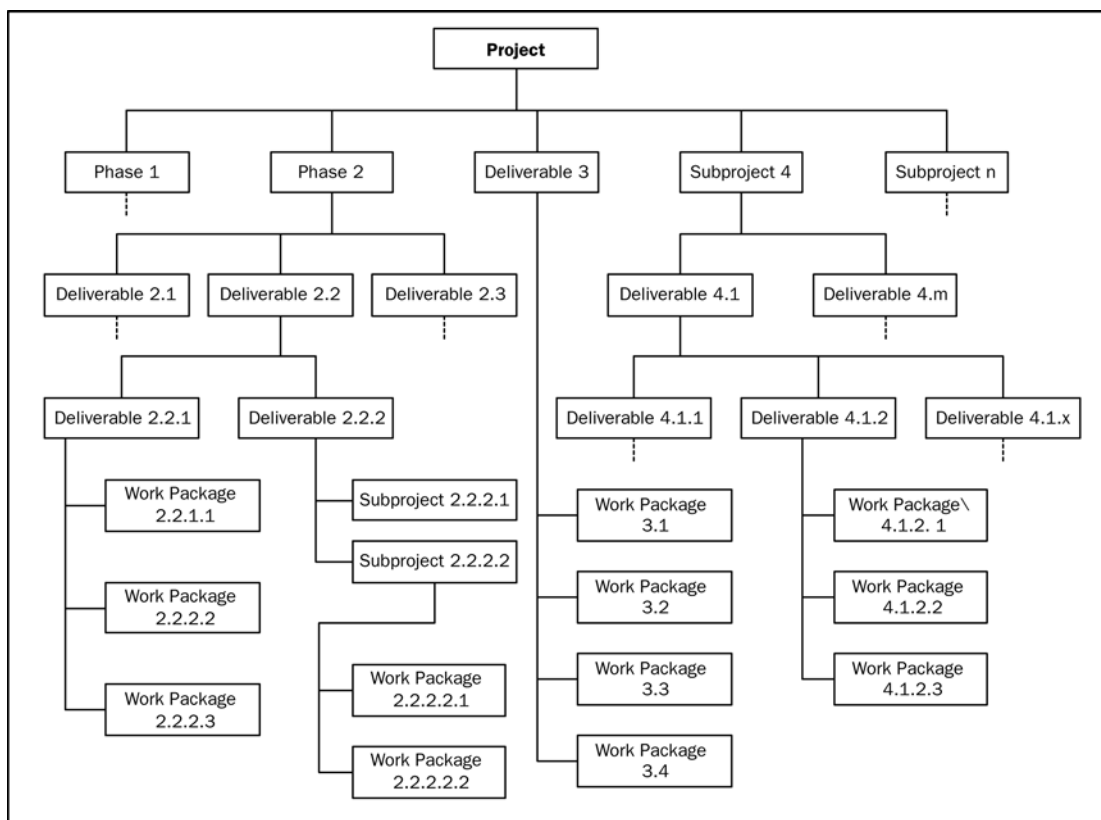 Project
Phase 1
Phase 2
Deliverable 3
Subproject 4
Subproject n
Deliverable 2.1
Deliverable 2.2
Deliverable 2.3
Deliverable 4.1
Deliverable 4.m
Deliverable 2.2.1
Deliverable 2.2.2
Deliverable 4.1.1
Deliverable 4.1.2
Deliverable 4.1.x
Work Package
2.2.1.1
Work Package
2.2.2.2
Work Package
2.2.2.3
Subproject 2.2.2.1
Subproject 2.2.2.2
Work Package
2.2.2.2.1
Work Package
2.2.2.2.2
Work Package
3.1
Work Package
3.2
Work Package
3.3
Work Package
3.4
Work Package\
4.1.2. 1
Work Package
4.1.2.2
Work Package
4.1.2.3